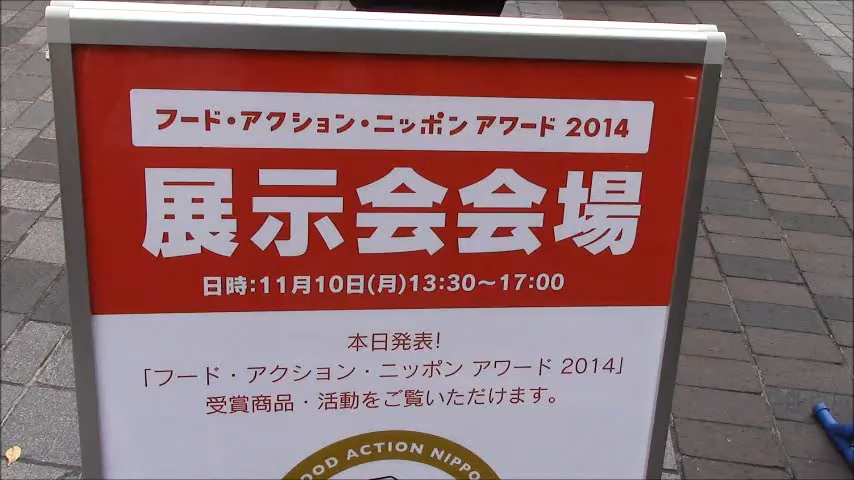 フード・アクション・ニッポン アワード 2014
展示会会場
日時:11月10日(月)13:30～17:00
本日発表!
「フード・アクション・ニッポン アワード 2014」
受賞商品・活動をご覧いただけます。
OOD ACTION NIPPO